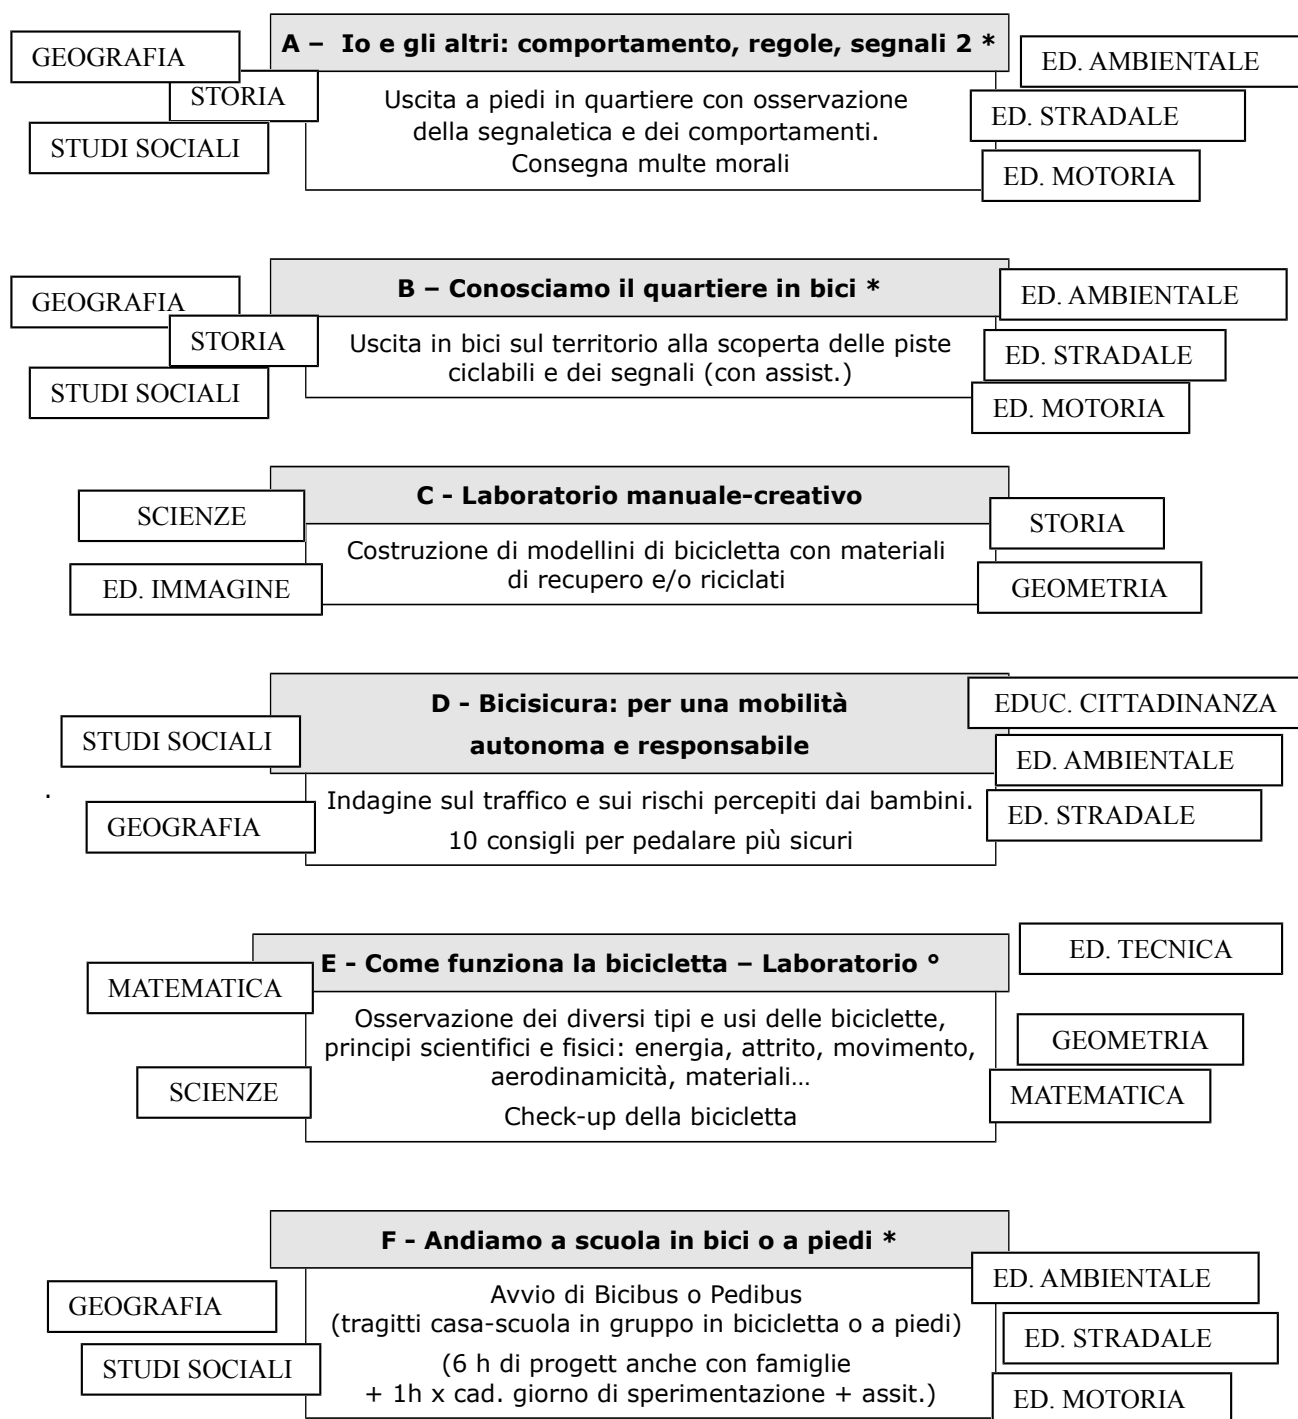 A – Io e gli altri: comportamento, regole, segnali 2 *
GEOGRAFIA
STORIA
STUDI SOCIALI
Uscita a piedi in quartiere con osservazione
della segnaletica e dei comportamenti.
Consegna multe morali
ED. AMBIENTALE
ED. STRADALE
ED. MOTORIA
B – Conosciamo il quartiere in bici *
GEOGRAFIA
STORIA
STUDI SOCIALI
Uscita in bici sul territorio alla scoperta delle piste
ciclabili e dei segnali (con assist.)
ED. AMBIENTALE
ED. STRADALE
ED. MOTORIA
C - Laboratorio manuale-creativo
SCIENZE
ED. IMMAGINE
Costruzione di modellini di bicicletta con materiali
di recupero e/o riciclati
STORIA
GEOMETRIA
D - Bicisicura: per una mobilità
autonoma e responsabile
STUDI SOCIALI
.
GEOGRAFIA
Indagine sul traffico e sui rischi percepiti dai bambini.
10 consigli per pedalare più sicuri
EDUC. CITTADINANZA
ED. AMBIENTALE
ED. STRADALE
E - Come funziona la bicicletta – Laboratorio °
MATEMATICA
SCIENZE
Osservazione dei diversi tipi e usi delle biciclette,
principi scientifici e fisici: energia, attrito, movimento,
aerodinamicità, materiali…
Check-up della bicicletta
ED. TECNICA
GEOMETRIA
MATEMATICA
F - Andiamo a scuola in bici o a piedi *
GEOGRAFIA
STUDI SOCIALI
Avvio di Bicibus o Pedibus
(tragitti casa-scuola in gruppo in bicicletta o a piedi)
(6 h di progett anche con famiglie
+ 1h x cad. giorno di sperimentazione + assit.)
ED. AMBIENTALE
ED. STRADALE
ED. MOTORIA